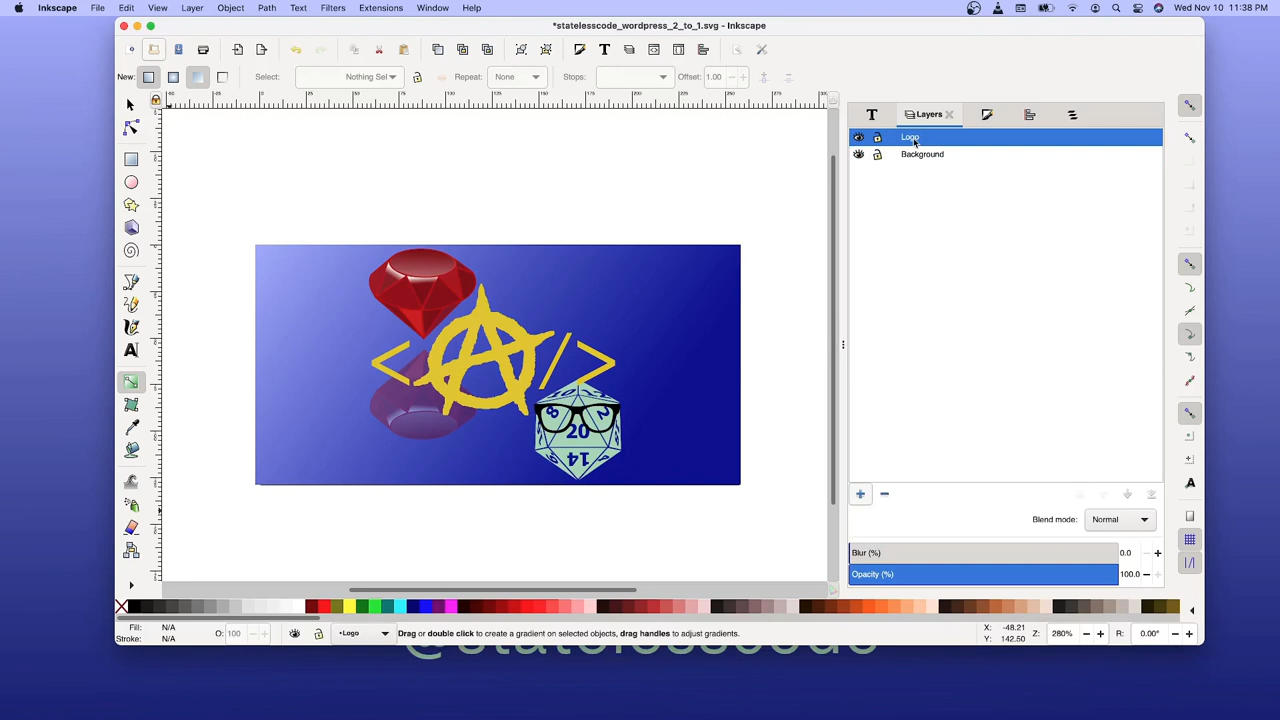 Inkscape File Edit View Layer Object Path Text Filters Extensions Window Help Wed Nov 10 11:38 PM
*statelesscode_wordpress_2_to_1.svg - Inkscape
New: Select: Nothing Sel Repeat: None Stops: Offset: 1.00
Layers
Logo
Background
< A />
8 2
20
14
Blend mode: Normal
Blur (%) 0.0
Opacity (%) 100.0
Fill: N/A
Stroke: N/A
O: 100
•Logo
Drag or double click to create a gradient on selected objects, drag handles to adjust gradients.
X: -48.21
Y: 142.50
Z: 280%
R: 0.00°
@statelesscode